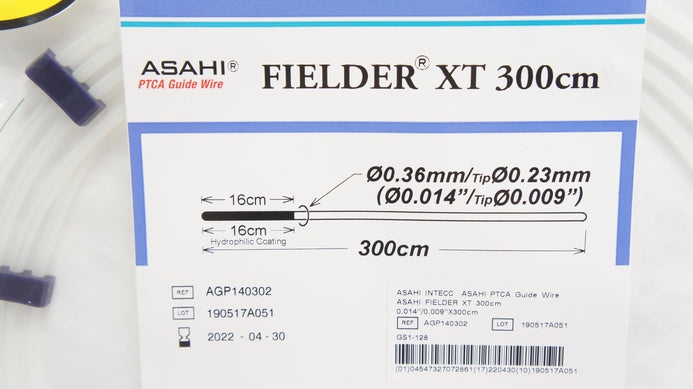 ASAHI® FIELDER® XT 300cm
PTCA Guide Wire
Ø0.36mm/TipØ0.23mm
(Ø0.014”/TipØ0.009”)
16cm
16cm
Hydrophilic Coating
300cm
REF AGP140302
LOT 190517A051
2022 - 04 - 30
ASAHI INTECC ASAHI PTCA Guide Wire
ASAHI FIELDER XT 300cm
0.014"/0.009"X300cm
REF AGP140302 LOT 190517A051
GS1-128
(01)04547327072861(17)220430(10)190517A051